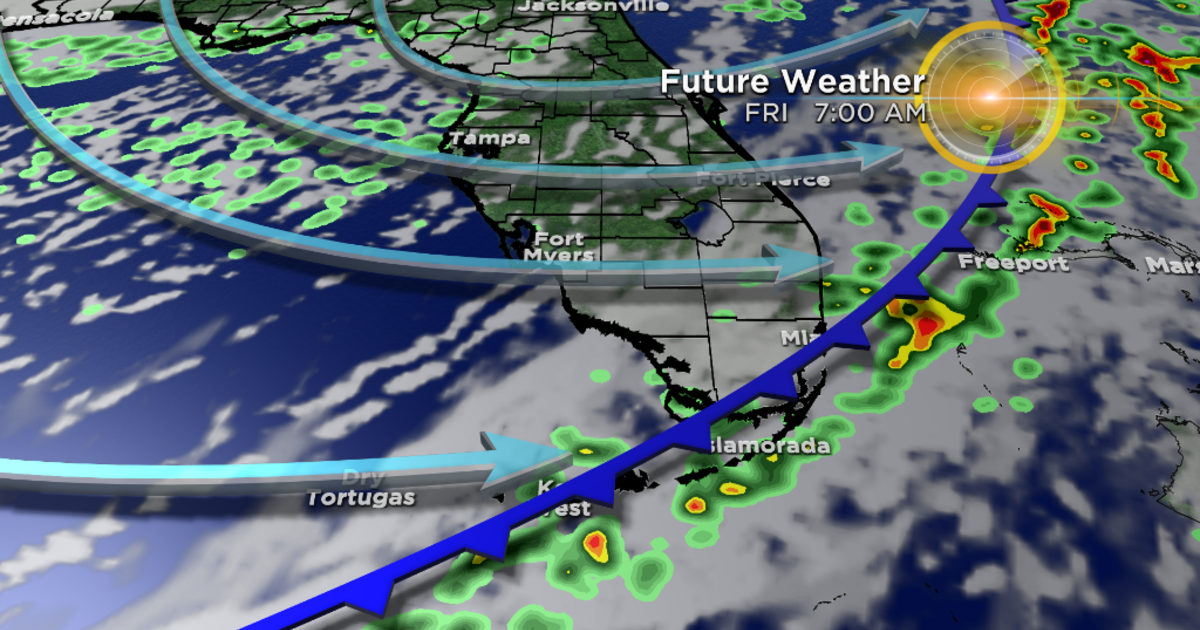 Jacksonville
ensacola
Future Weather
FRI 7:00 AM
Tampa
Fort Pierce
Fort
Myers
Freeport
Mars
Mia
slamorada
Dry
Tortugas
K
est